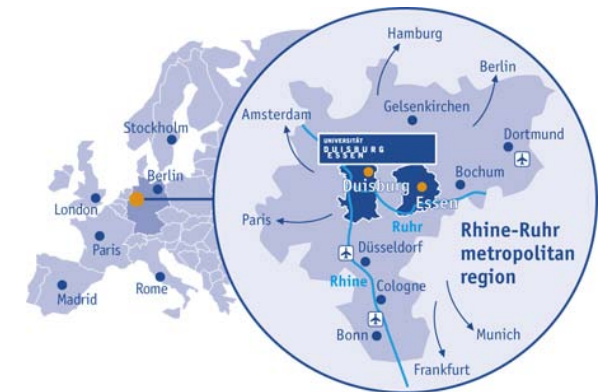 Stockholm
Berlin
London
Paris
Madrid
Rome
Hamburg
Berlin
Amsterdam
Gelsenkirchen
Dortmund
UNIVERSITÄT
DUISBURG
ESSEN
Duisburg
Essen
Bochum
Paris
Ruhr
Düsseldorf
Rhine
Cologne
Bonn
Rhine-Ruhr
metropolitan
region
Munich
Frankfurt